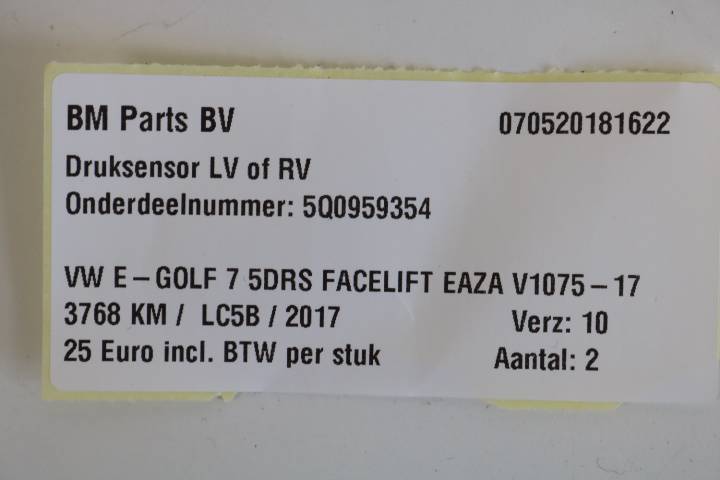 BM Parts BV 070520181622
Druksensor LV of RV
Onderdeelnummer: 5Q0959354
VW E-GOLF 7 5DRS FACELIFT EAZA V1075-17
3768 KM / LC5B / 2017 Verz: 10
25 Euro incl. BTW per stuk Aantal: 2